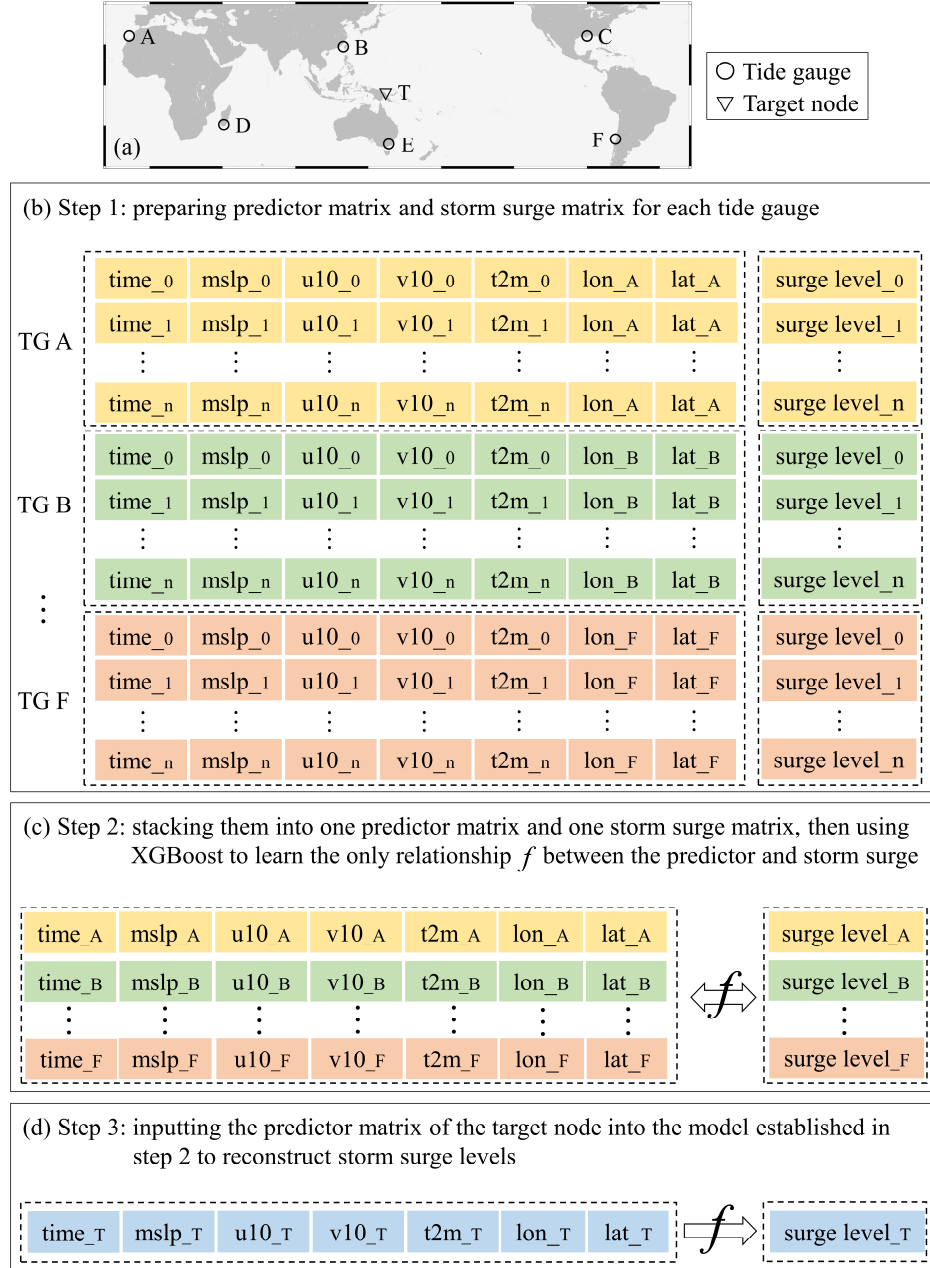 A
B
C
T
D
E
F
(a)
Tide gauge
Target node
(b) Step 1: preparing predictor matrix and storm surge matrix for each tide gauge
time_0 mslp_0 u10_0 v10_0 t2m_0 lon_A lat_A surge level_0
TG A
time_1 mslp_1 u10_1 v10_1 t2m_1 lon_A lat_A surge level_1
time_n mslp_n u10_n v10_n t2m_n lon_A lat_A surge level_n
time_0 mslp_0 u10_0 v10_0 t2m_0 lon_B lat_B surge level_0
TG B
time_1 mslp_1 u10_1 v10_1 t2m_1 lon_B lat_B surge level_1
time_n mslp_n u10_n v10_n t2m_n lon_B lat_B surge level_n
time_0 mslp_0 u10_0 v10_0 t2m_0 lon_F lat_F surge level_0
TG F
time_1 mslp_1 u10_1 v10_1 t2m_1 lon_F lat_F surge level_1
time_n mslp_n u10_n v10_n t2m_n lon_F lat_F surge level_n
(c) Step 2: stacking them into one predictor matrix and one storm surge matrix, then using
XGBoost to learn the only relationship f between the predictor and storm surge
time_A mslp_A u10_A v10_A t2m_A lon_A lat_A surge level_A
time_B mslp_B u10_B v10_B t2m_B lon_B lat_B f surge level_B
time_F mslp_F u10_F v10_F t2m_F lon_F lat_F surge level_F
(d) Step 3: inputting the predictor matrix of the target node into the model established in
step 2 to reconstruct storm surge levels
time_T mslp_T u10_T v10_T t2m_T lon_T lat_T f surge level_T